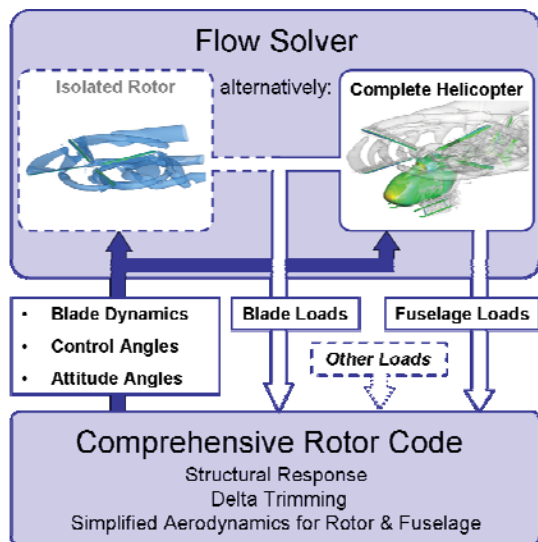 Flow Solver
Isolated Rotor
alternatively:
Complete Helicopter
• Blade Dynamics
• Control Angles
• Attitude Angles
Blade Loads
Fuselage Loads
Other Loads
Comprehensive Rotor Code
Structural Response
Delta Trimming
Simplified Aerodynamics for Rotor & Fuselage